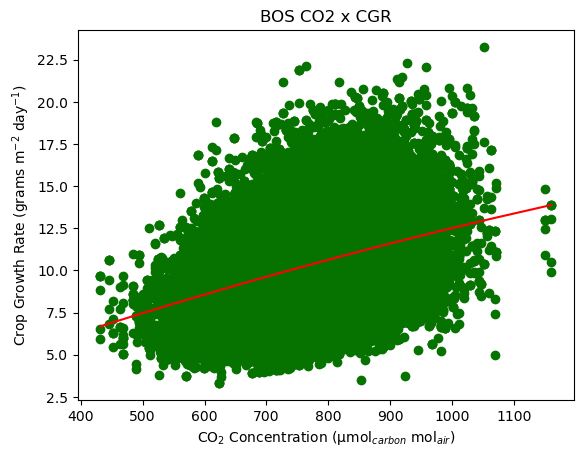 BOS CO2 x CGR
22.5
20.0
17.5
15.0
12.5
10.0
7.5
5.0
2.5
Crop Growth Rate (grams m⁻² day⁻¹)
400 500 600 700 800 900 1000 1100
CO₂ Concentration (μmol_carbon mol_air)